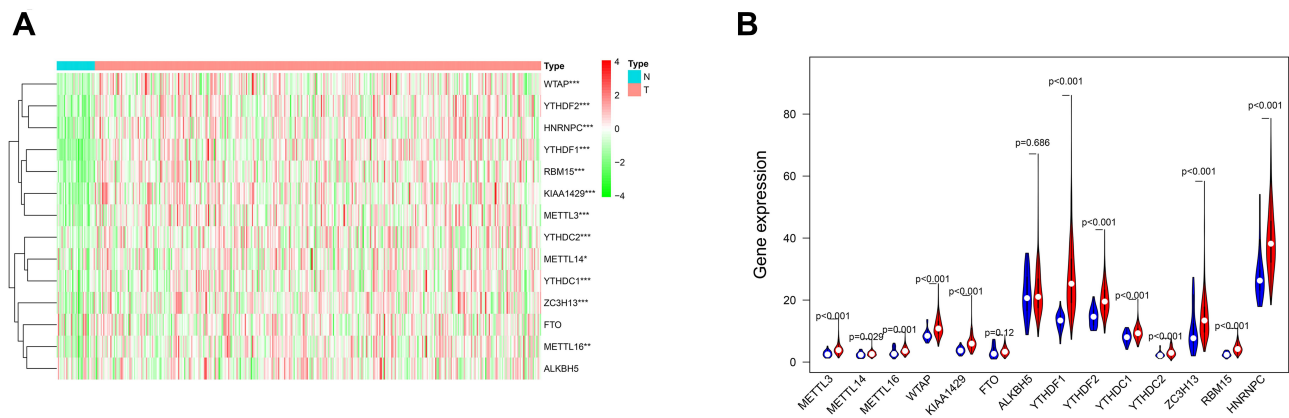 A
B
Type
WTAP***
YTHDF2***
HNRNPC***
YTHDF1***
RBM15***
KIAA1429***
METTL3***
YTHDC2***
METTL14*
YTHDC1***
ZC3H13***
FTO
METTL16**
ALKBH5
4
2
0
−2
−4
Type
N
T
Gene expression
80
60
40
20
0
p<0.001
p=0.029
p=0.001
p<0.001
p<0.001
p=0.12
p=0.686
p<0.001
p<0.001
p<0.001
p<0.001
p<0.001
p<0.001
p<0.001
METTL3
METTL14
METTL16
WTAP
KIAA1429
FTO
ALKBH5
YTHDF1
YTHDF2
YTHDC1
YTHDC2
ZC3H13
RBM15
HNRNPC